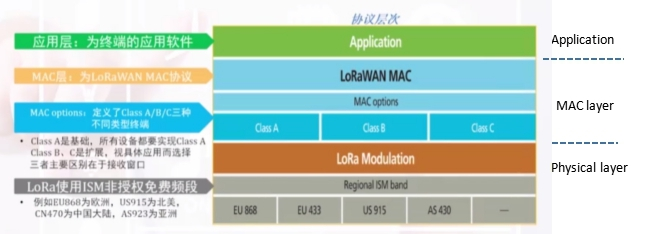 协议层次
应用层：为终端的应用软件
Application
Application
MAC层：为LoRaWAN MAC协议
LoRaWAN MAC
MAC options
MAC layer
MAC options：定义了Class A/B/C三种
不同类型终端
Class A
Class B
Class C
• Class A是基础，所有设备都要实现Class A
Class B、C是扩展，视具体应用而选择
三者主要区别在于接收窗口
LoRa Modulation
Physical layer
LoRa使用ISM非授权免费频段
Regional ISM band
• 例如EU868为欧洲，US915为北美，
CN470为中国大陆，AS923为亚洲
EU 868
EU 433
US 915
AS 430
—